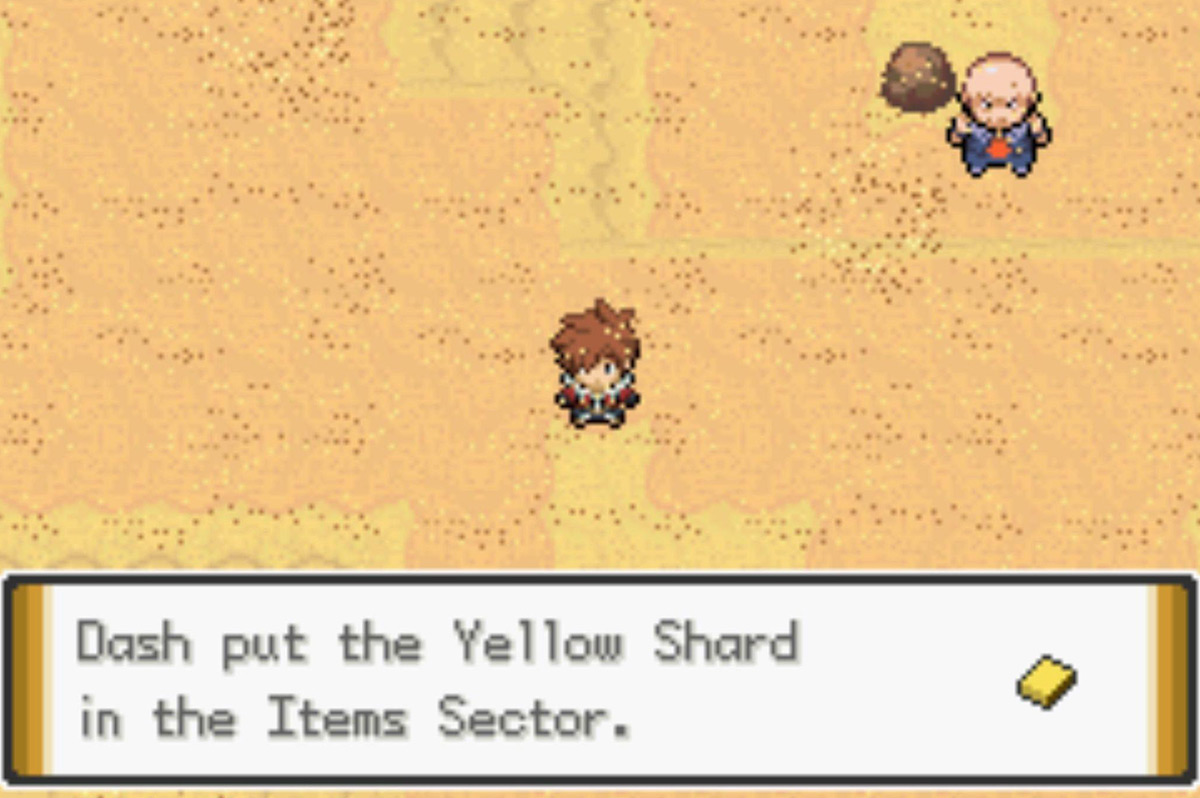 Dash put the Yellow Shard
in the Items Sector.